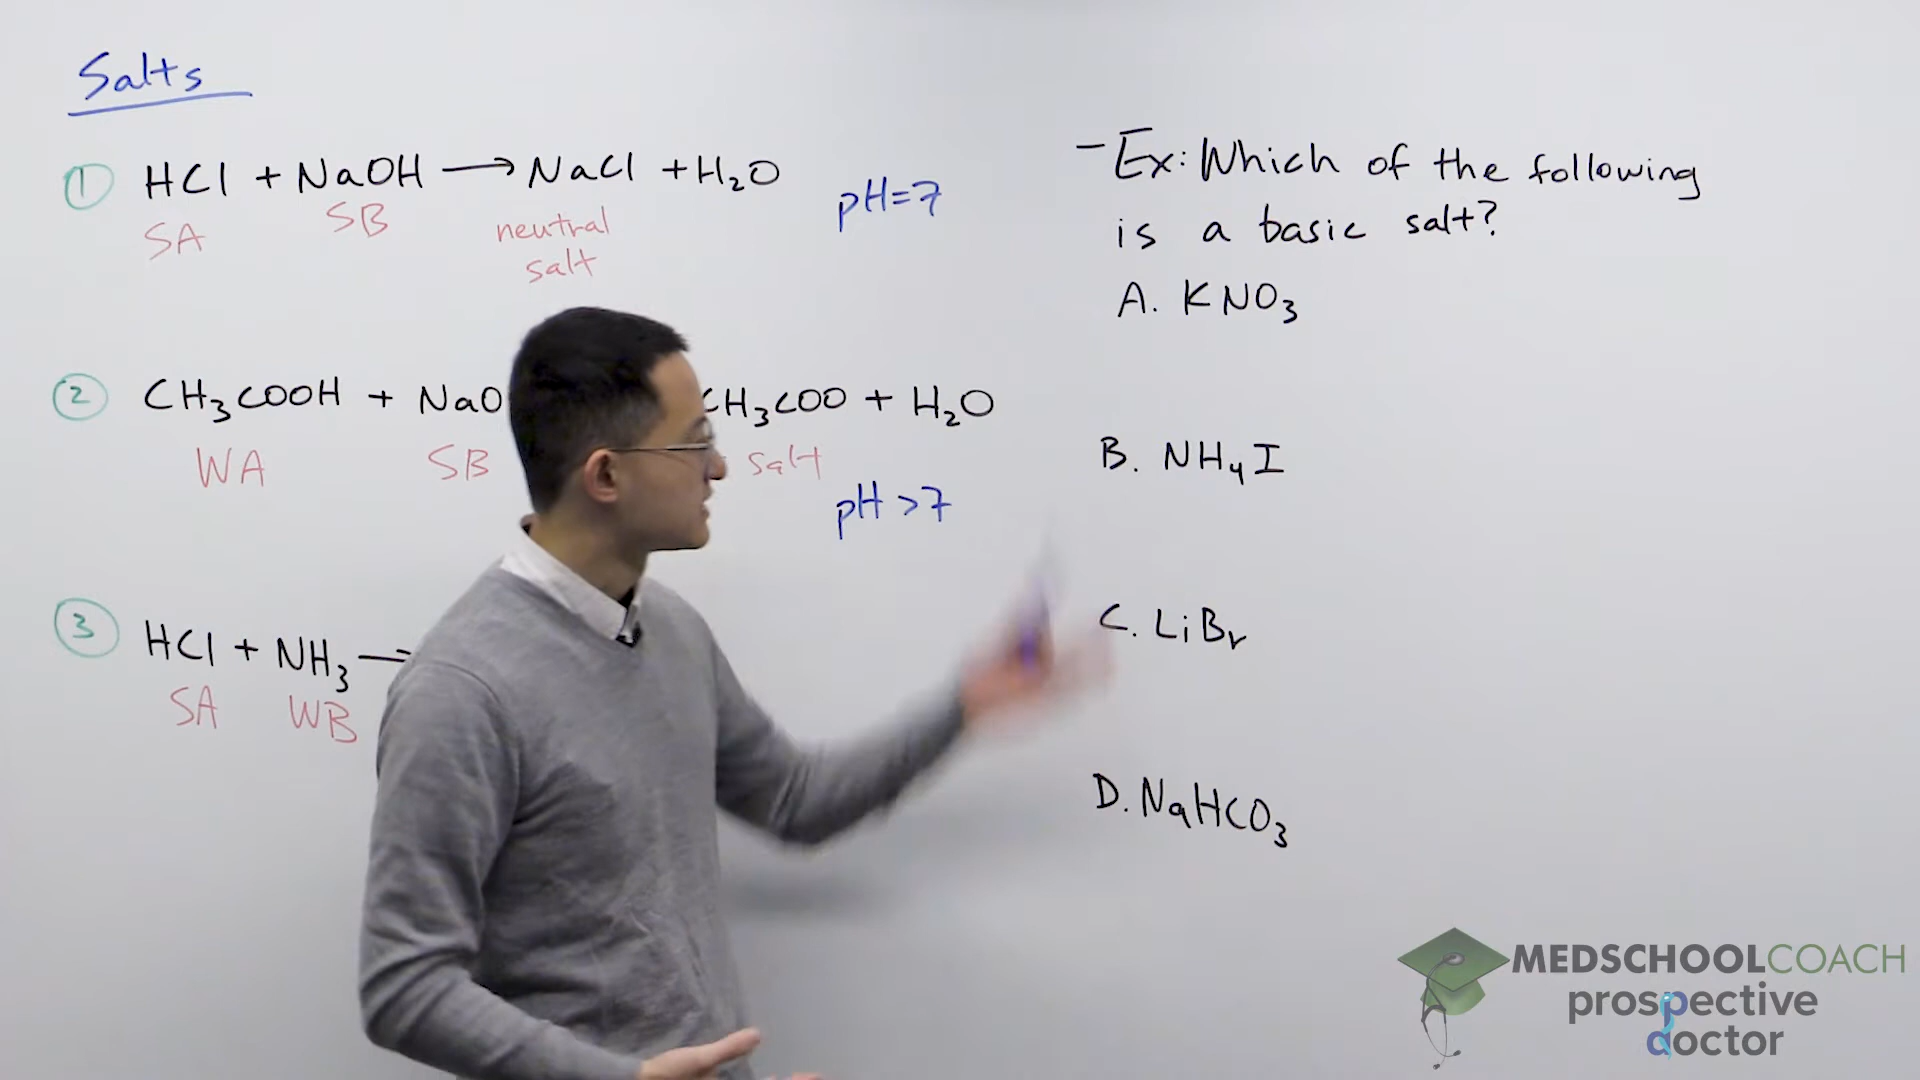 Salts
① HCl + NaOH → NaCl + H₂O
SA SB neutral salt
pH=7
② CH₃COOH + NaO CH₃COO + H₂O
WA SB salt
pH >7
③ HCl + NH₃ →
SA WB
- Ex: Which of the following
is a basic salt?
A. KNO₃
B. NH₄I
C. LiBr
D. NaHCO₃
MEDSCHOOLCOACH
prospective
doctor